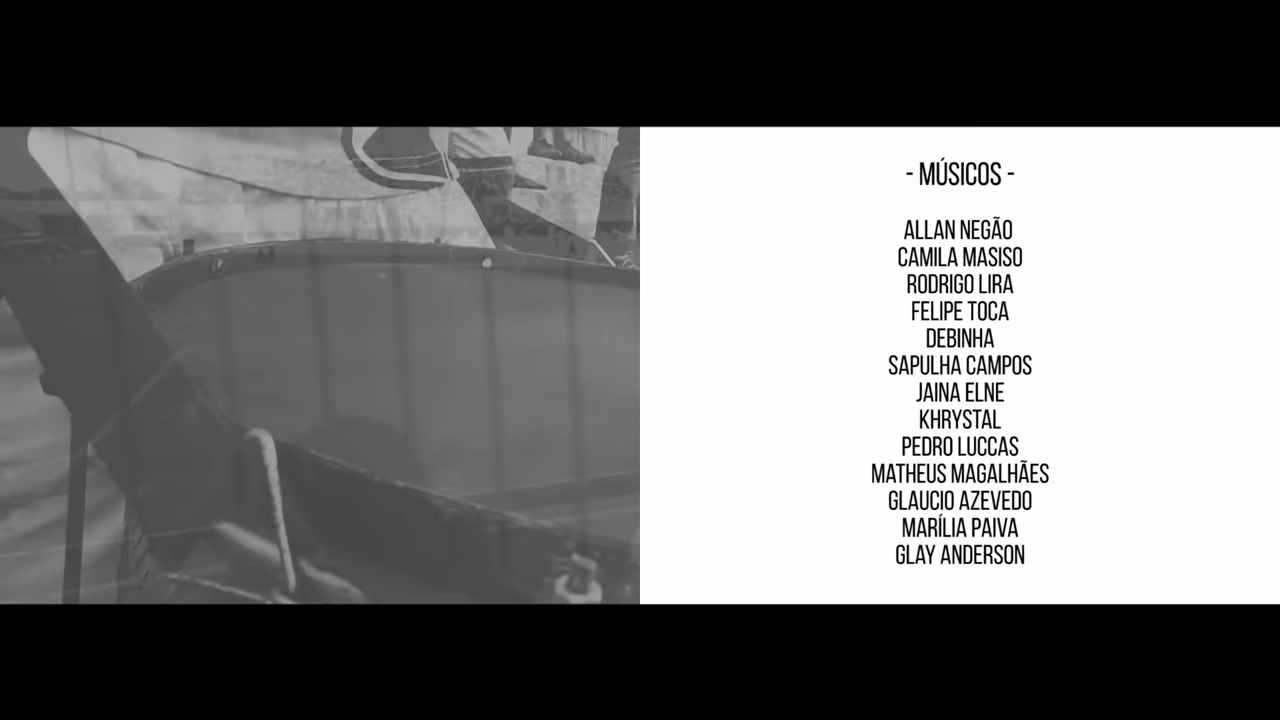 - MÚSICOS -
ALLAN NEGÃO
CAMILA MASISO
RODRIGO LIRA
FELIPE TOCA
DEBINHA
SAPULHA CAMPOS
JAINA ELNE
KHRYSTAL
PEDRO LUCCAS
MATHEUS MAGALHÃES
GLAUCIO AZEVEDO
MARÍLIA PAIVA
GLAY ANDERSON